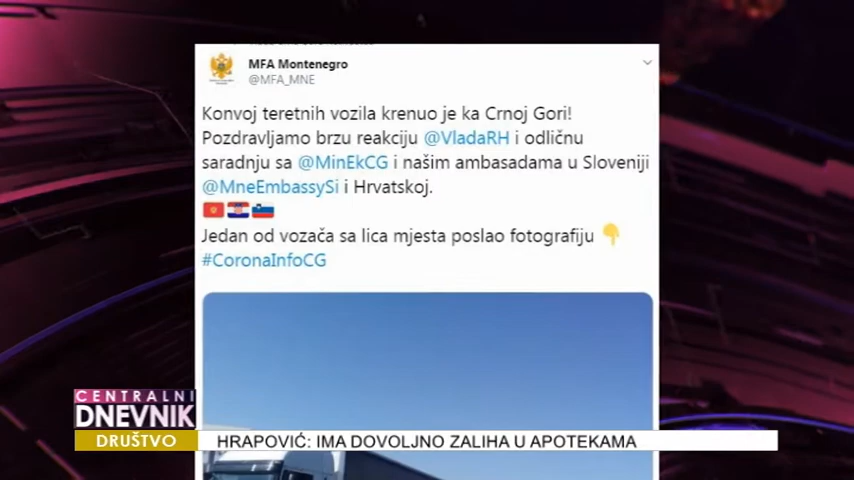 MFA Montenegro
@MFA_MNE
Konvoj teretnih vozila krenuo je ka Crnoj Gori!
Pozdravljamo brzu reakciju @VladaRH i odličnu
saradnju sa @MinEkCG i našim ambasadama u Sloveniji
@MneEmbassySi i Hrvatskoj.
Jedan od vozača sa lica mjesta poslao fotografiju
#CoronaInfoCG
CENTRALNI
DNEVNIK
DRUŠTVO
HRAPOVIĆ: IMA DOVOLJNO ZALIHA U APOTEKAMA